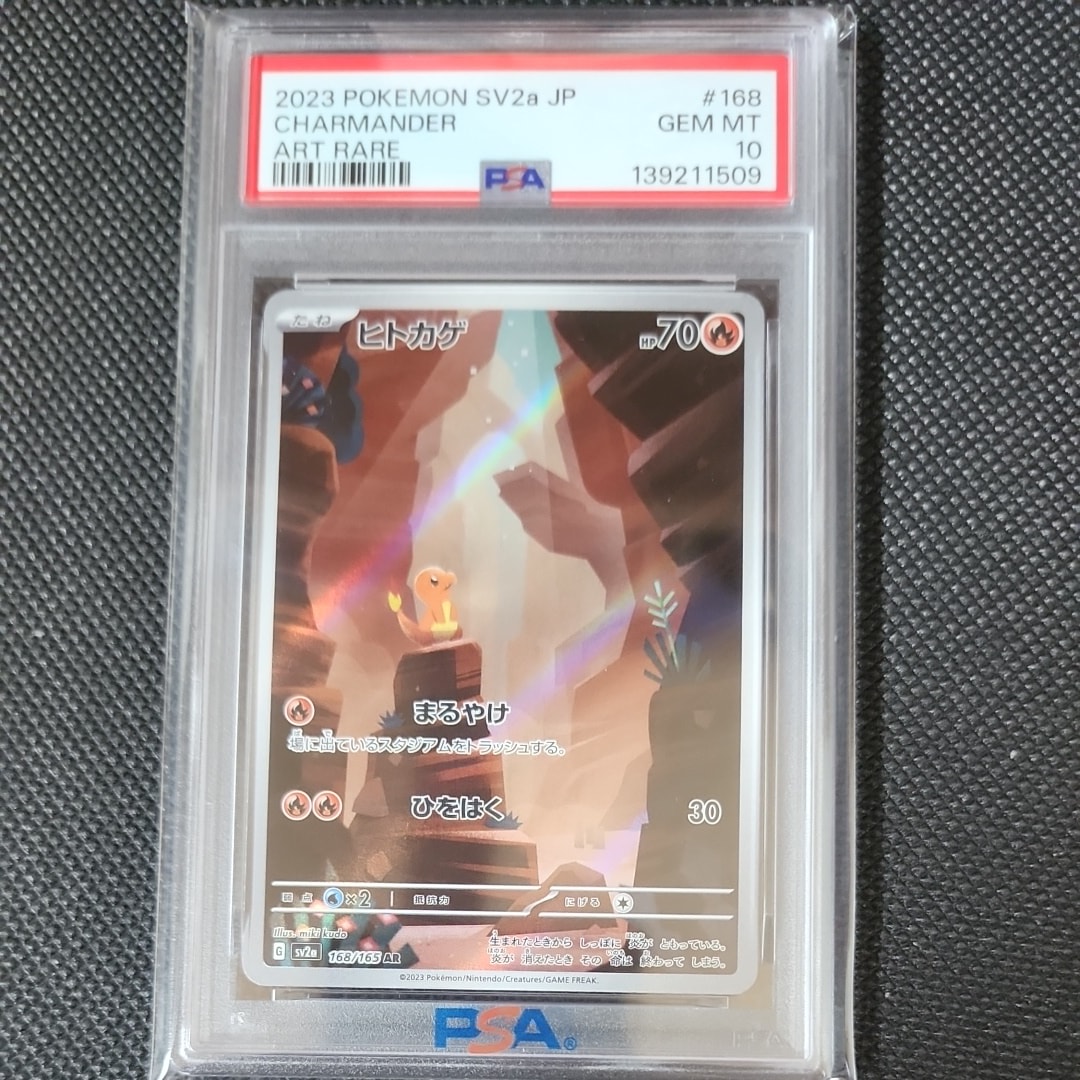 2023 POKEMON SV2a JP #168
CHARMANDER GEM MT
ART RARE 10
PSA 139211509
たね ヒトカゲ HP70
まるやけ
場に出ているスタジアムをトラッシュする。
ひをはく 30
弱点 ×2 抵抗力 にげる
Illus. miki kudo
G sv2a 168/165 AR
生まれたときから しっぽに 炎が ともっている。
炎が 消えたとき その 命は 終わって しまう。
©2023 Pokémon/Nintendo/Creatures/GAME FREAK.
PSA®